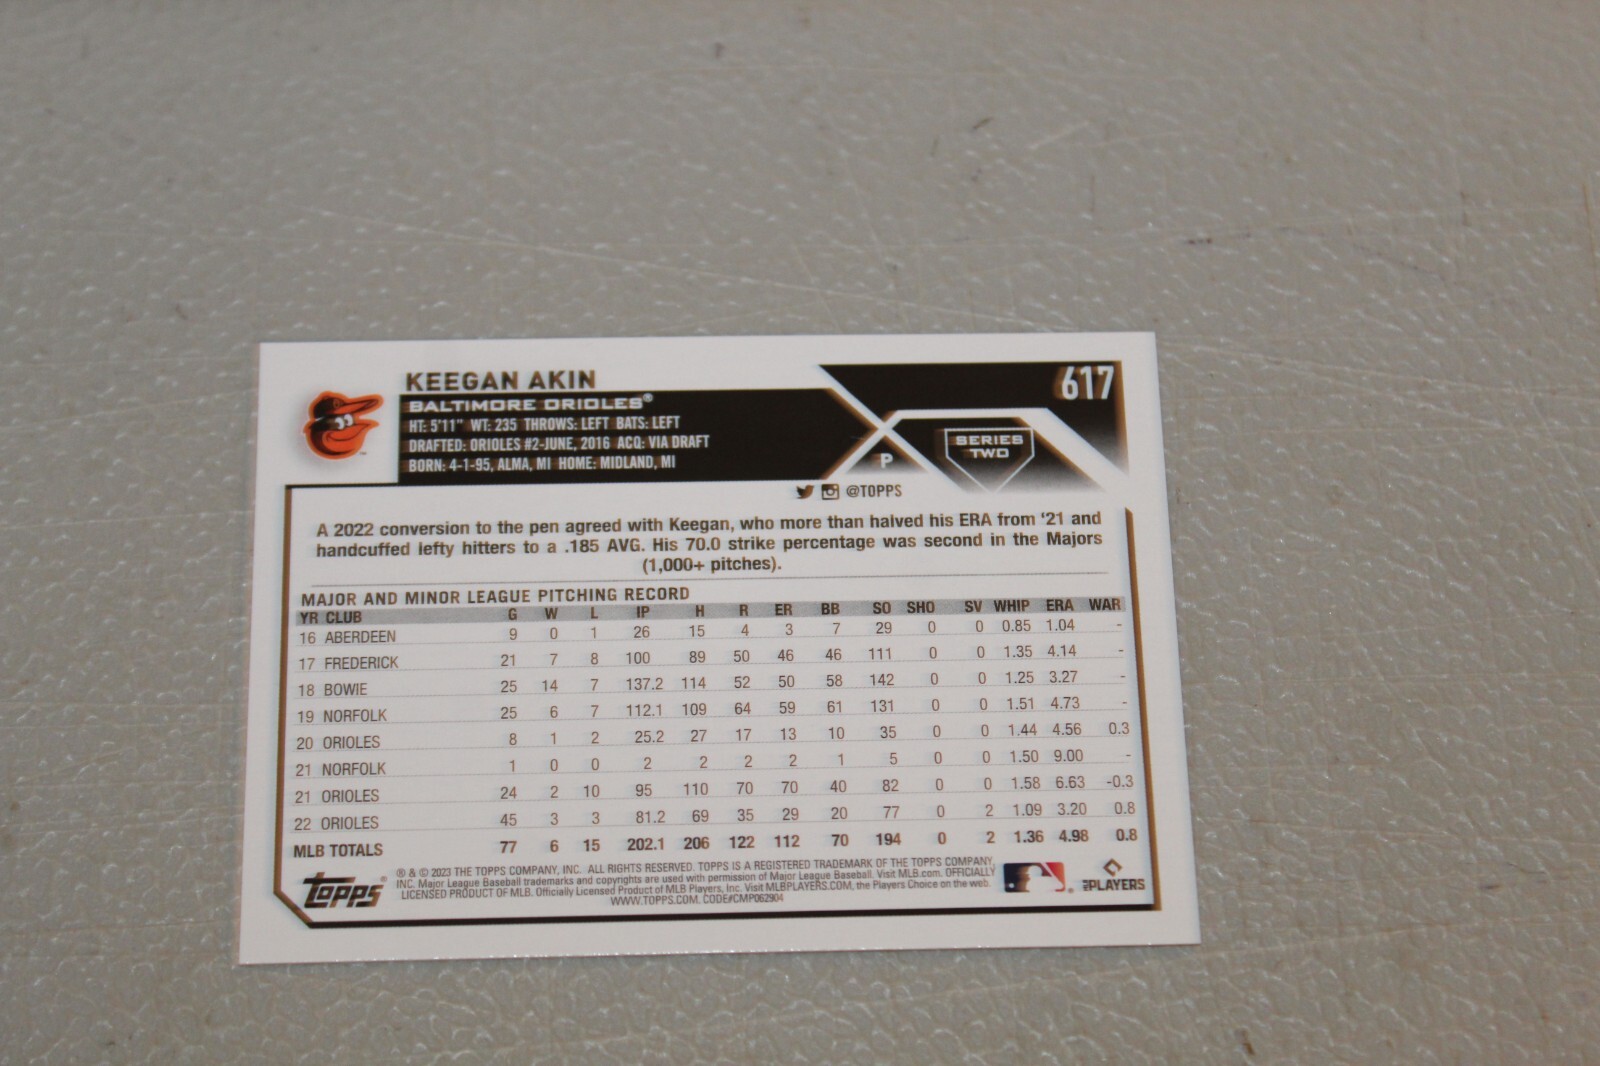 KEEGAN AKIN
617
BALTIMORE ORIOLES®
HT: 5'11" WT: 235 THROWS: LEFT BATS: LEFT
DRAFTED: ORIOLES #2-JUNE, 2016 ACQ: VIA DRAFT
BORN: 4-1-95, ALMA, MI HOME: MIDLAND, MI
P
SERIES
TWO
@TOPPS
A 2022 conversion to the pen agreed with Keegan, who more than halved his ERA from '21 and
handcuffed lefty hitters to a .185 AVG. His 70.0 strike percentage was second in the Majors
(1,000+ pitches).
MAJOR AND MINOR LEAGUE PITCHING RECORD
YR CLUB G W L IP H R ER BB SO SHO SV WHIP ERA WAR
16 ABERDEEN 9 0 1 26 15 4 3 7 29 0 0 0.85 1.04 -
17 FREDERICK 21 7 8 100 89 50 46 46 111 0 0 1.35 4.14 -
18 BOWIE 25 14 7 137.2 114 52 50 58 142 0 0 1.25 3.27 -
19 NORFOLK 25 6 7 112.1 109 64 59 61 131 0 0 1.51 4.73 -
20 ORIOLES 8 1 2 25.2 27 17 13 10 35 0 0 1.44 4.56 0.3
21 NORFOLK 1 0 0 2 2 2 2 1 5 0 0 1.50 9.00 -
21 ORIOLES 24 2 10 95 110 70 70 40 82 0 0 1.58 6.63 -0.3
22 ORIOLES 45 3 3 81.2 69 35 29 20 77 0 2 1.09 3.20 0.8
MLB TOTALS 77 6 15 202.1 206 122 112 70 194 0 2 1.36 4.98 0.8
topps®
® & © 2023 THE TOPPS COMPANY, INC. ALL RIGHTS RESERVED. TOPPS IS A REGISTERED TRADEMARK OF THE TOPPS COMPANY,
INC. Major League Baseball trademarks and copyrights are used with permission of Major League Baseball. Visit MLB.com. OFFICIALLY
LICENSED PRODUCT OF MLB. Officially Licensed Product of MLB Players, Inc. Visit MLBPLAYERS.COM, the Players Choice on the web.
WWW.TOPPS.COM. CODE#CMP062904
MLBPLAYERS